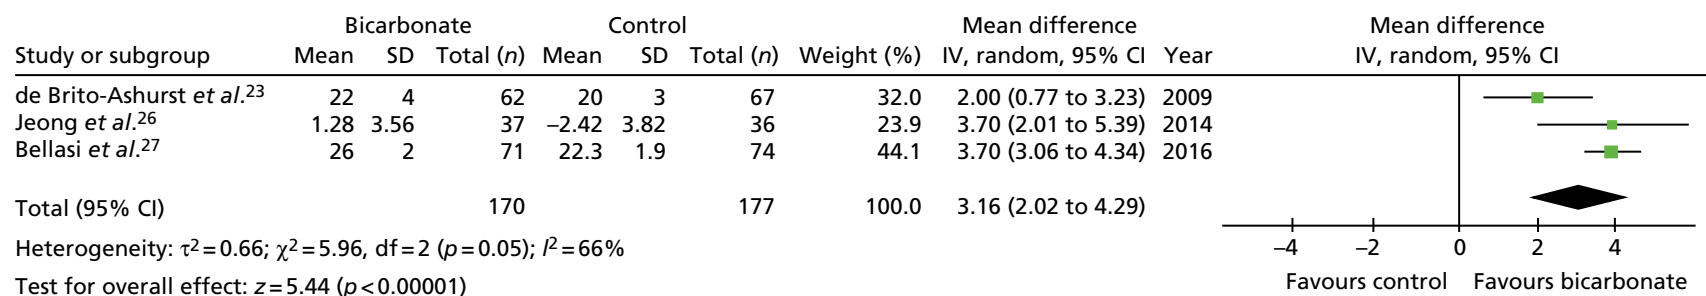 Bicarbonate Control Mean difference Mean difference
Study or subgroup Mean SD Total (n) Mean SD Total (n) Weight (%) IV, random, 95% CI Year IV, random, 95% CI
de Brito-Ashurst et al.23 22 4 62 20 3 67 32.0 2.00 (0.77 to 3.23) 2009
Jeong et al.26 1.28 3.56 37 –2.42 3.82 36 23.9 3.70 (2.01 to 5.39) 2014
Bellasi et al.27 26 2 71 22.3 1.9 74 44.1 3.70 (3.06 to 4.34) 2016
Total (95% CI) 170 177 100.0 3.16 (2.02 to 4.29)
Heterogeneity: τ2=0.66; χ2=5.96, df=2 (p=0.05); I2=66%
–4 –2 0 2 4
Test for overall effect: z=5.44 (p<0.00001)
Favours control Favours bicarbonate